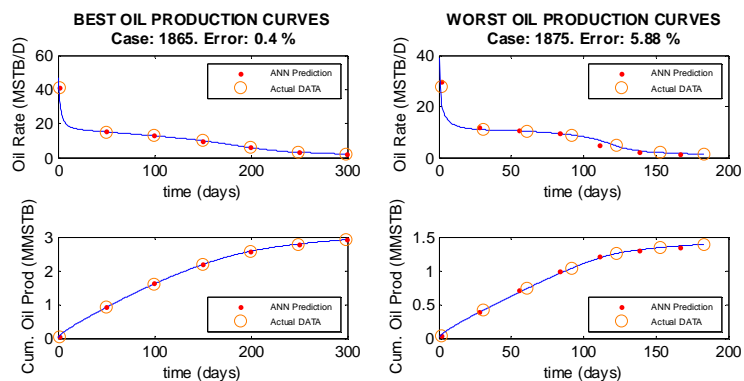 BEST OIL PRODUCTION CURVES
Case: 1865. Error: 0.4 %
Oil Rate (MSTB/D)
60
40
20
0
0
100
200
300
time (days)
ANN Prediction
Actual DATA
WORST OIL PRODUCTION CURVES
Case: 1875. Error: 5.88 %
Oil Rate (MSTB/D)
40
20
0
0
50
100
150
200
time (days)
ANN Prediction
Actual DATA
Cum. Oil Prod (MMSTB)
3
2
1
0
0
100
200
300
time (days)
ANN Prediction
Actual DATA
Cum. Oil Prod (MMSTB)
1.5
1
0.5
0
0
50
100
150
200
time (days)
ANN Prediction
Actual DATA